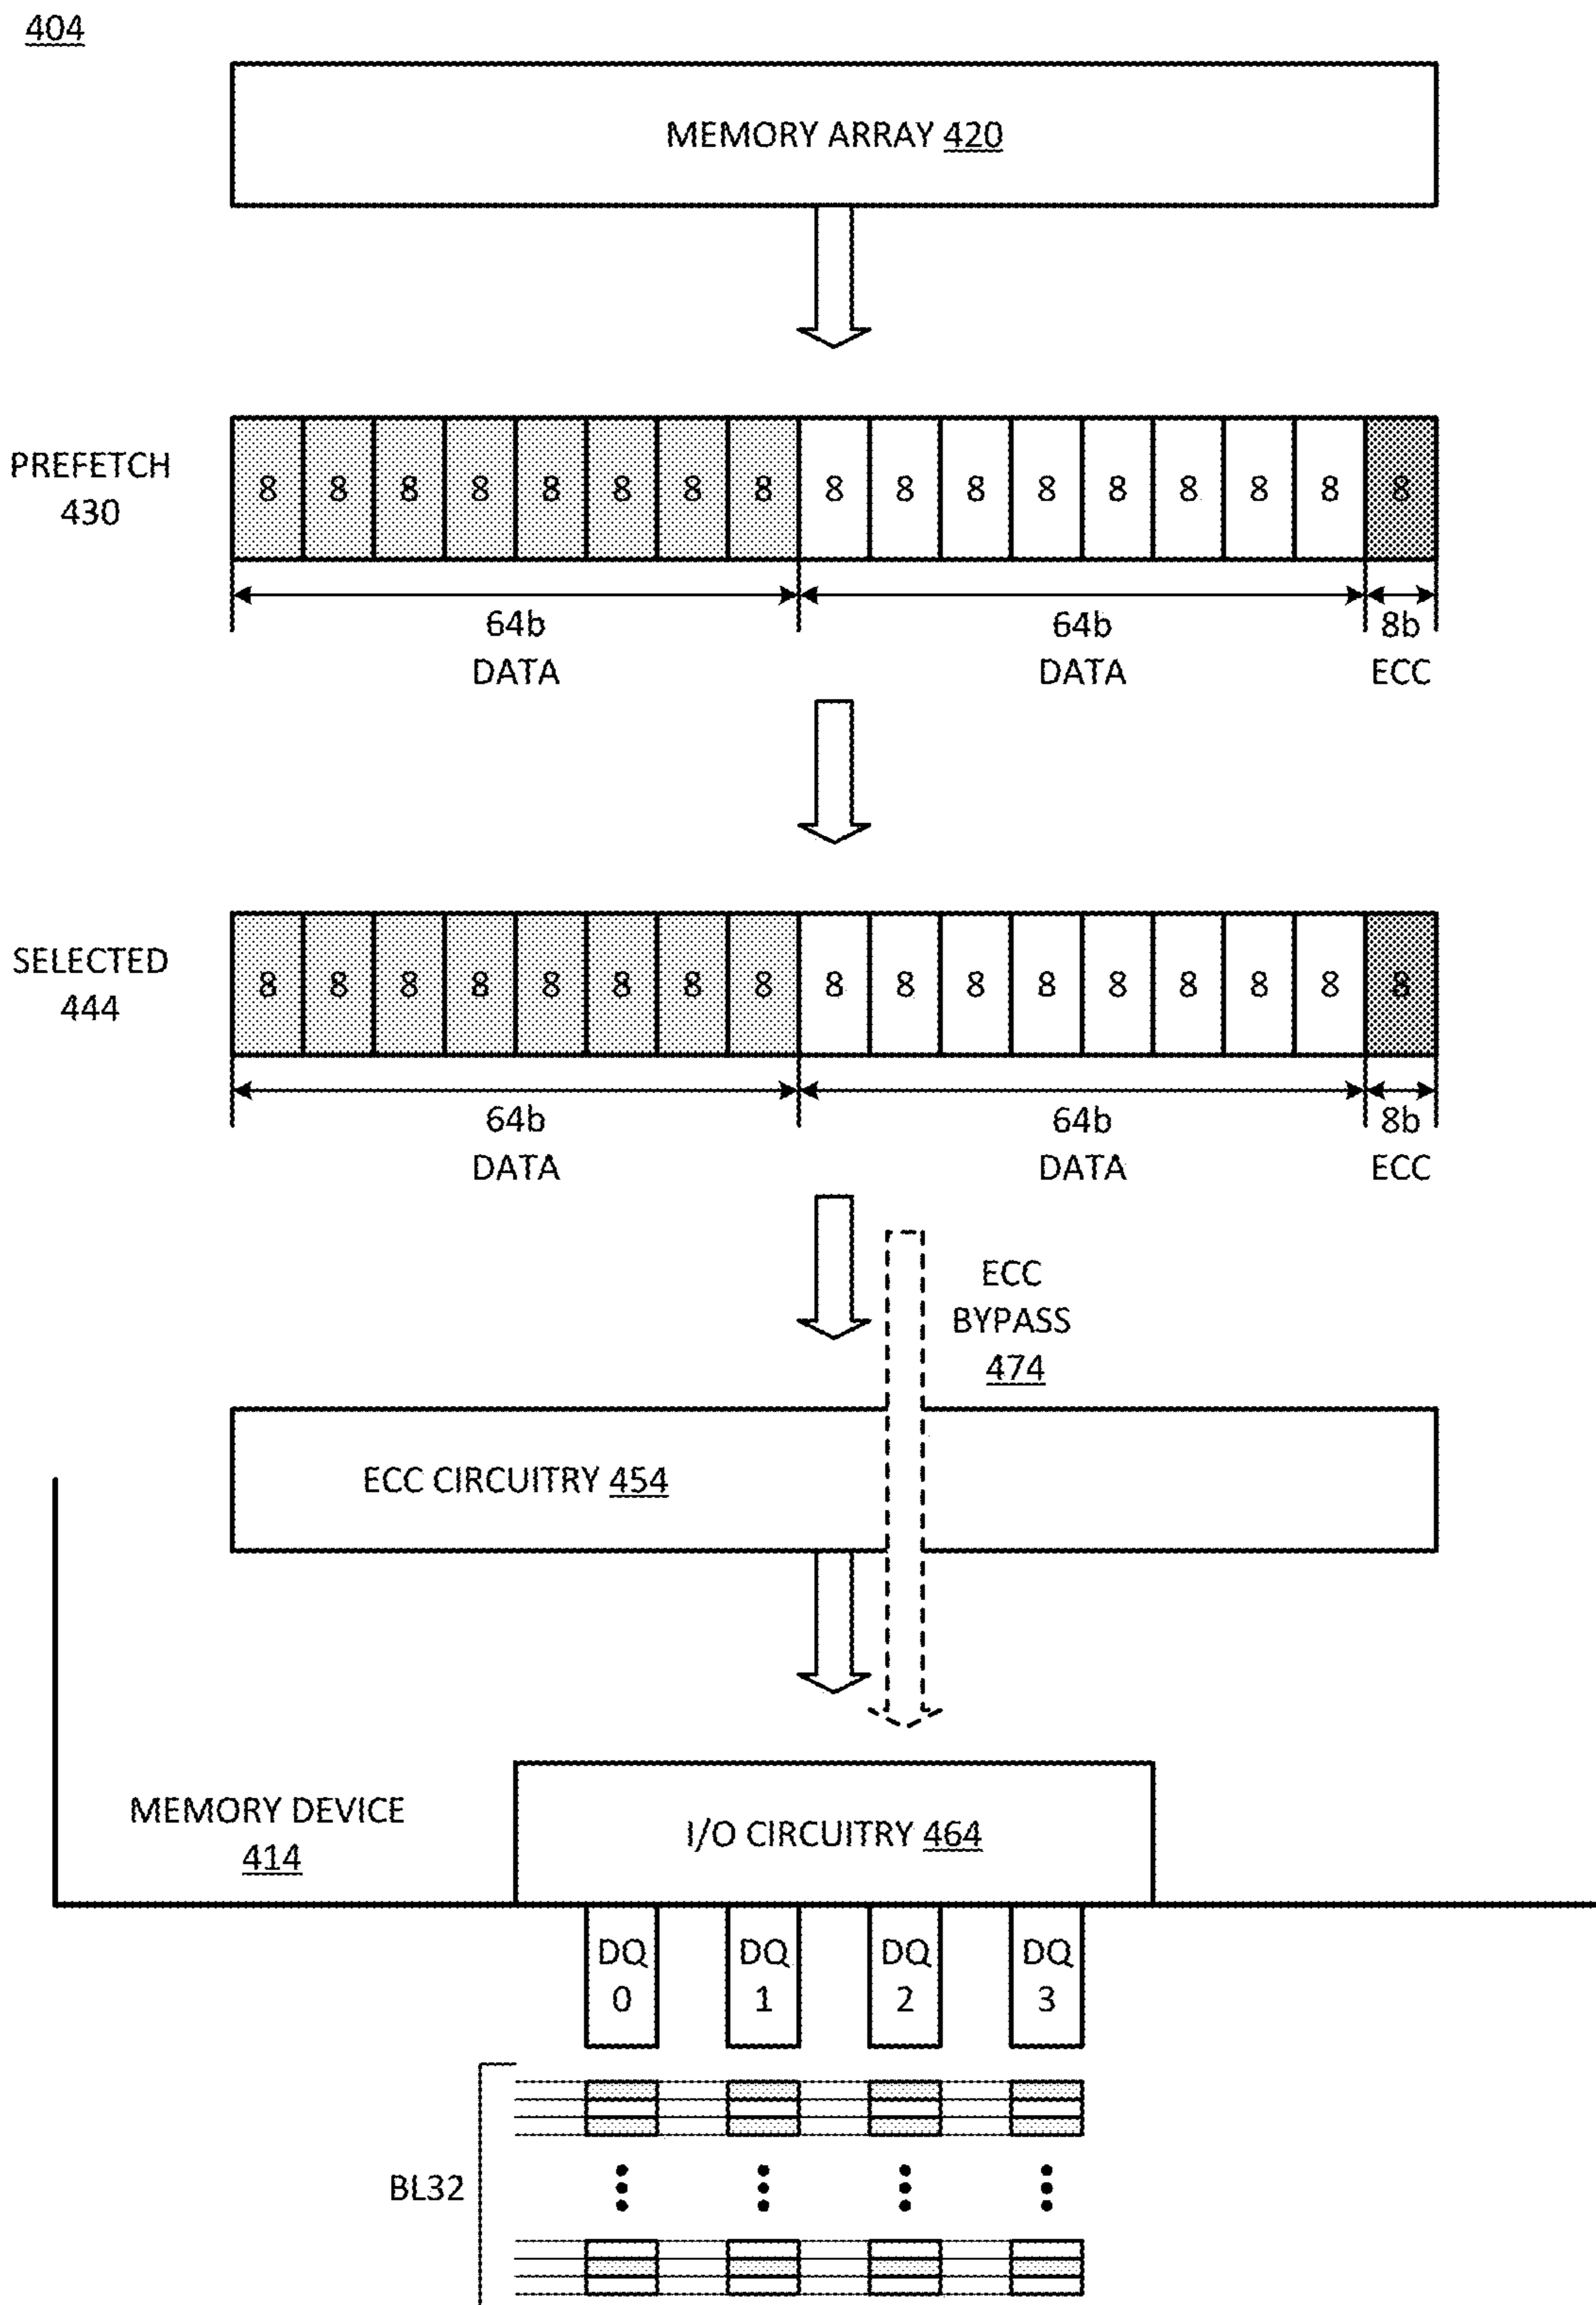 404
MEMORY ARRAY 420
PREFETCH
430
8 8 8 8 8 8 8 8 8 8 8 8 8 8 8 8 8
64b 64b 8b
DATA DATA ECC
SELECTED
444
8 8 8 8 8 8 8 8 8 8 8 8 8 8 8 8 8
64b 64b 8b
DATA DATA ECC
ECC
BYPASS
474
ECC CIRCUITRY 454
MEMORY DEVICE
414
I/O CIRCUITRY 464
DQ DQ DQ DQ
0 1 2 3
BL32